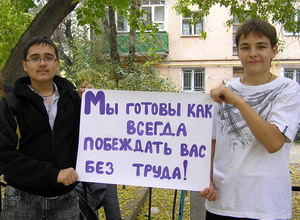 Мы готовы как
всегда
побеждать вас
без труда!